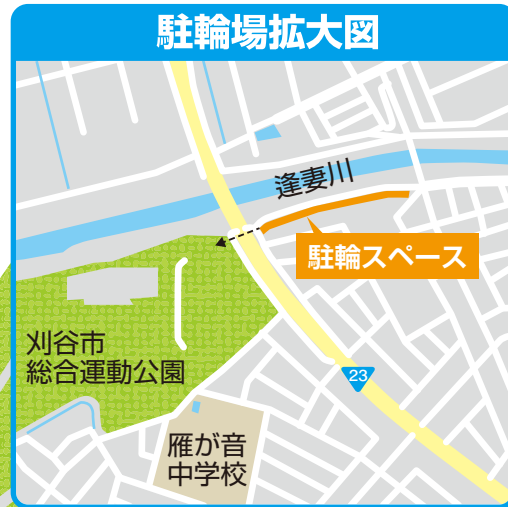 駐輪場拡大図
逢妻川
駐輪スペース
刈谷市
総合運動公園
23
雁が音
中学校